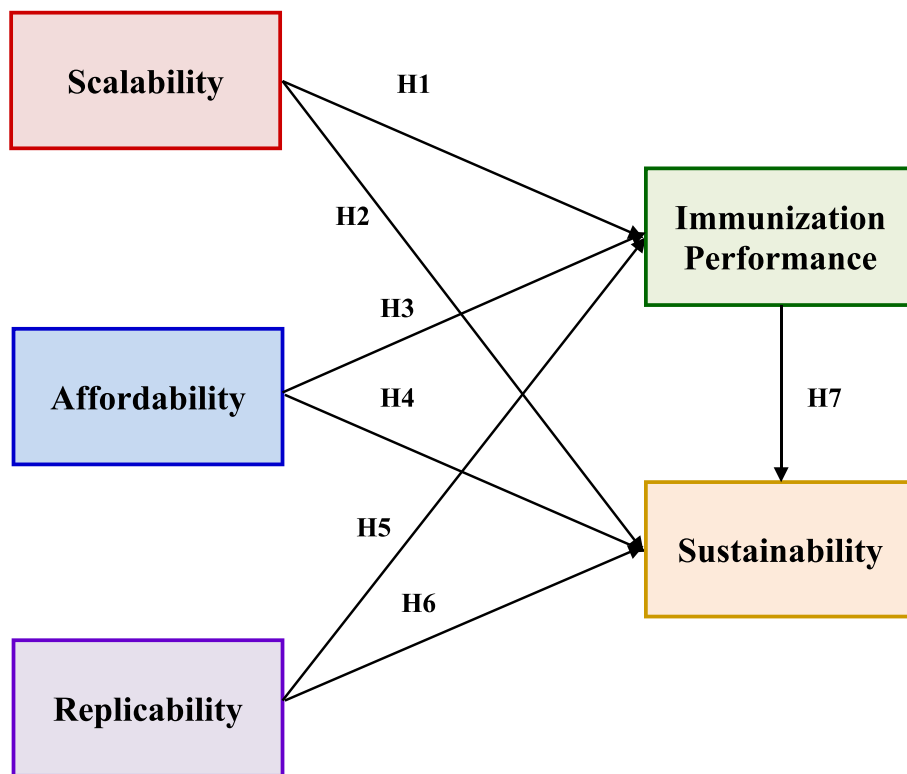 Scalability
H1
Immunization
Performance
H2
H3
Affordability
H4
H7
H5
Sustainability
H6
Replicability